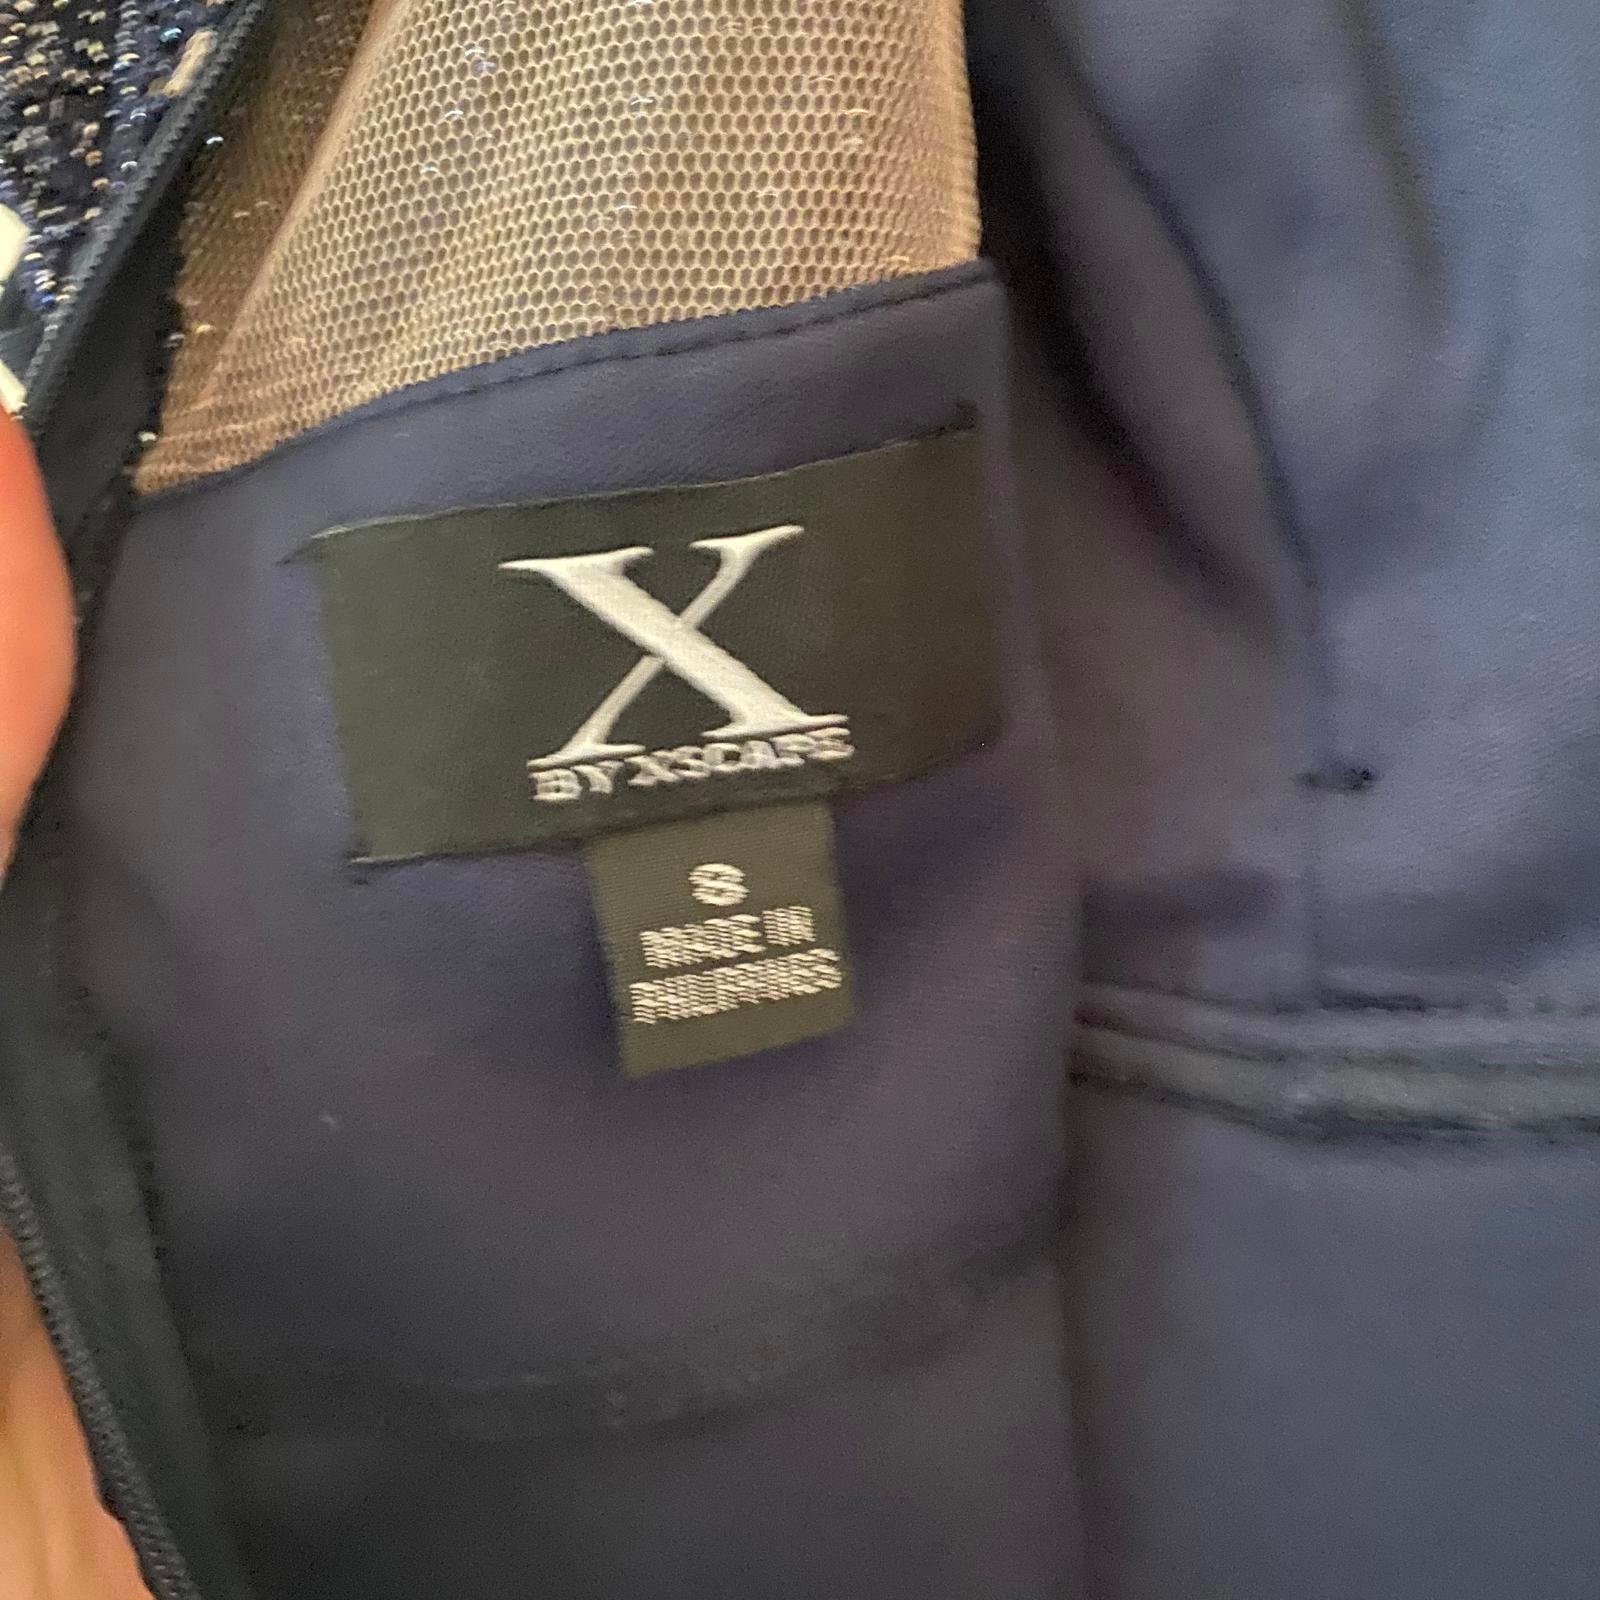 X
BY XSCAPE
8
MADE IN
PHILIPPINES